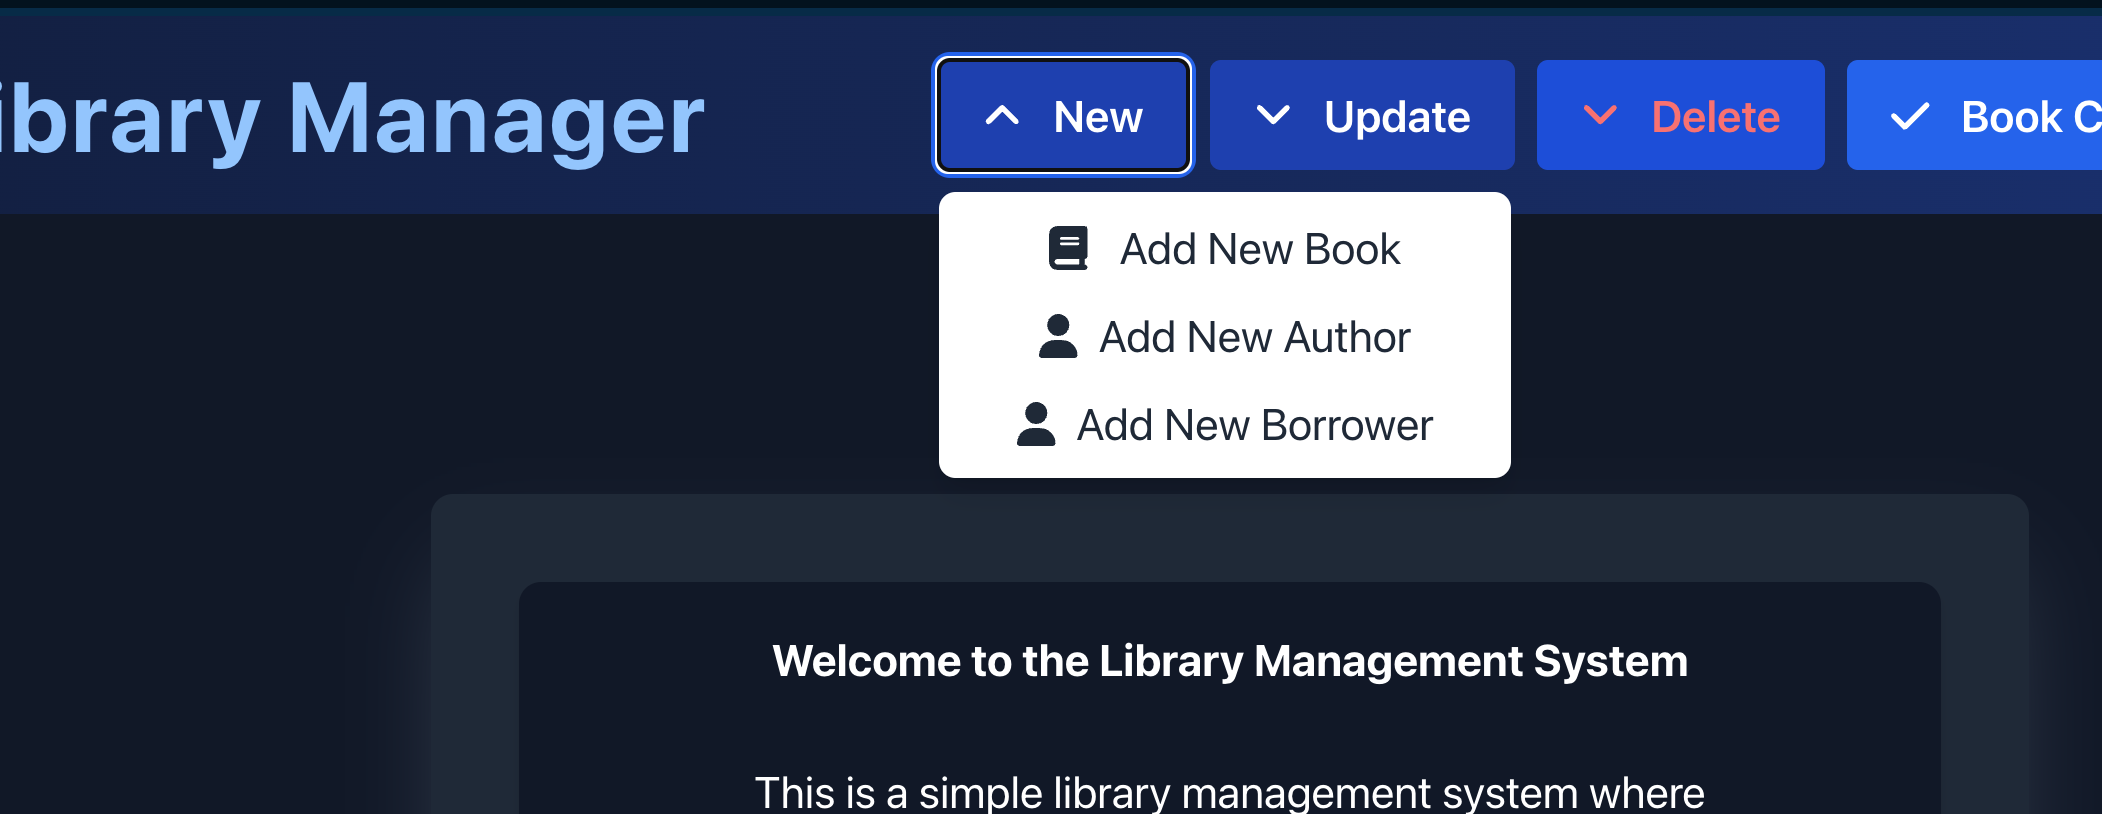 ibrary Manager
New
Update
Delete
Book C
Add New Book
Add New Author
Add New Borrower
Welcome to the Library Management System
This is a simple library management system where